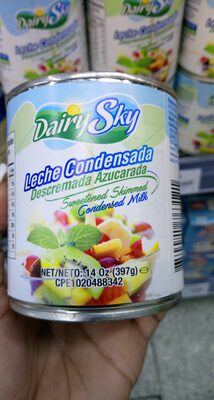 Dairy Sky
Leche Condensada
Descremada Azucarada
Sweetened Skimmed
Condensed Milk
NET/NETO: 14 Oz (397g)
CPE1020488342